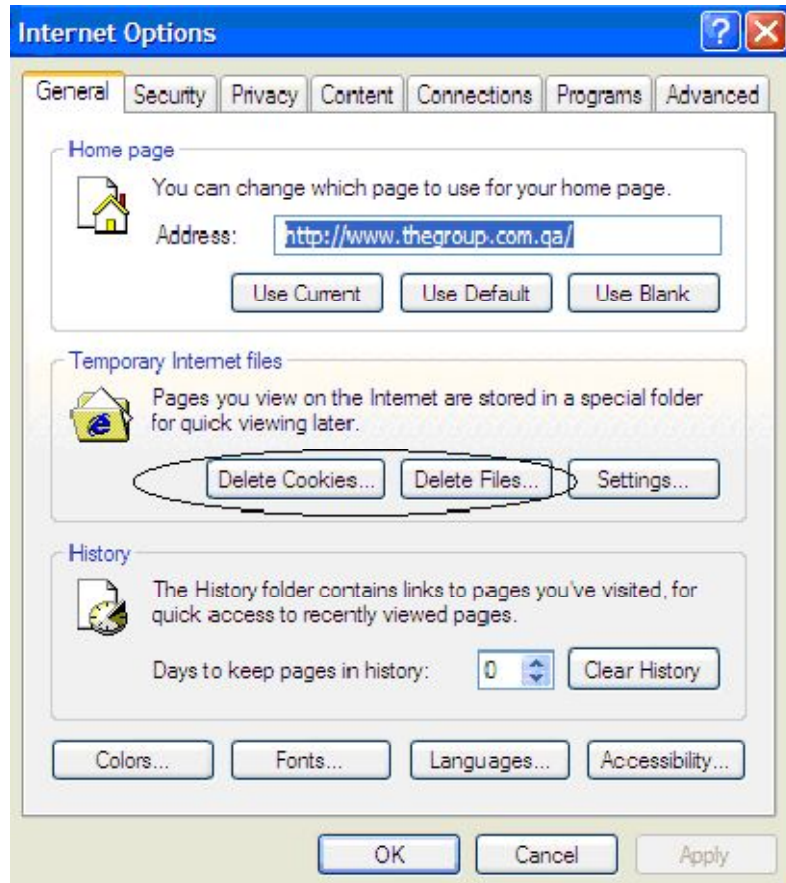 Internet Options
General Security Privacy Content Connections Programs Advanced
Home page
You can change which page to use for your home page.
Address: http://www.thegroup.com.qa/
Use Current Use Default Use Blank
Temporary Internet files
Pages you view on the Internet are stored in a special folder
for quick viewing later.
Delete Cookies... Delete Files... Settings...
History
The History folder contains links to pages you've visited, for
quick access to recently viewed pages.
Days to keep pages in history: 0 Clear History
Colors... Fonts... Languages... Accessibility...
OK Cancel Apply